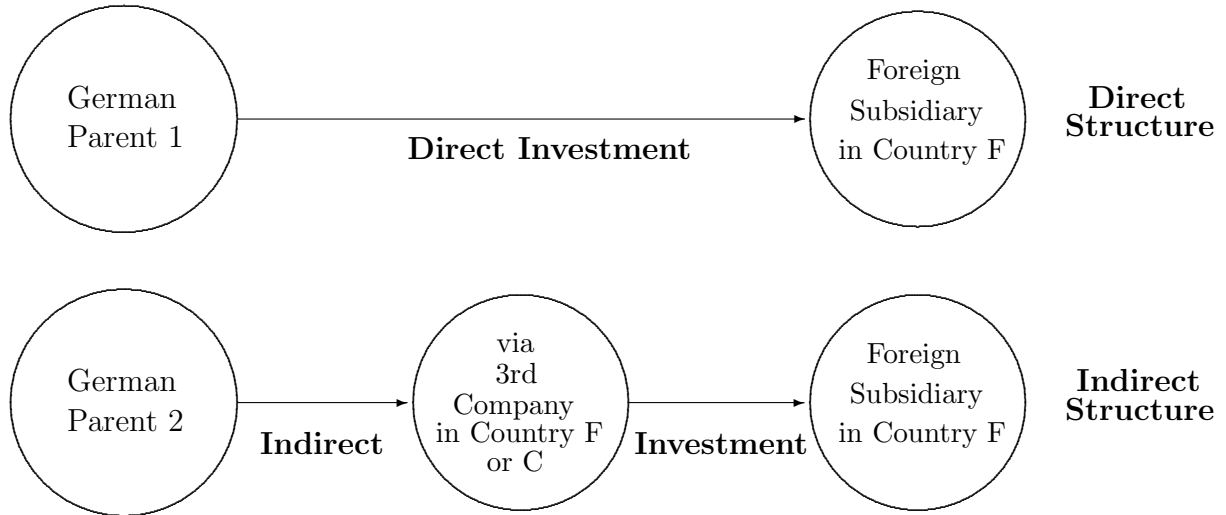 German
Parent 1
Direct Investment
Foreign
Subsidiary
in Country F
Direct
Structure
German
Parent 2
Indirect
via
3rd
Company
in Country F
or C
Investment
Foreign
Subsidiary
in Country F
Indirect
Structure